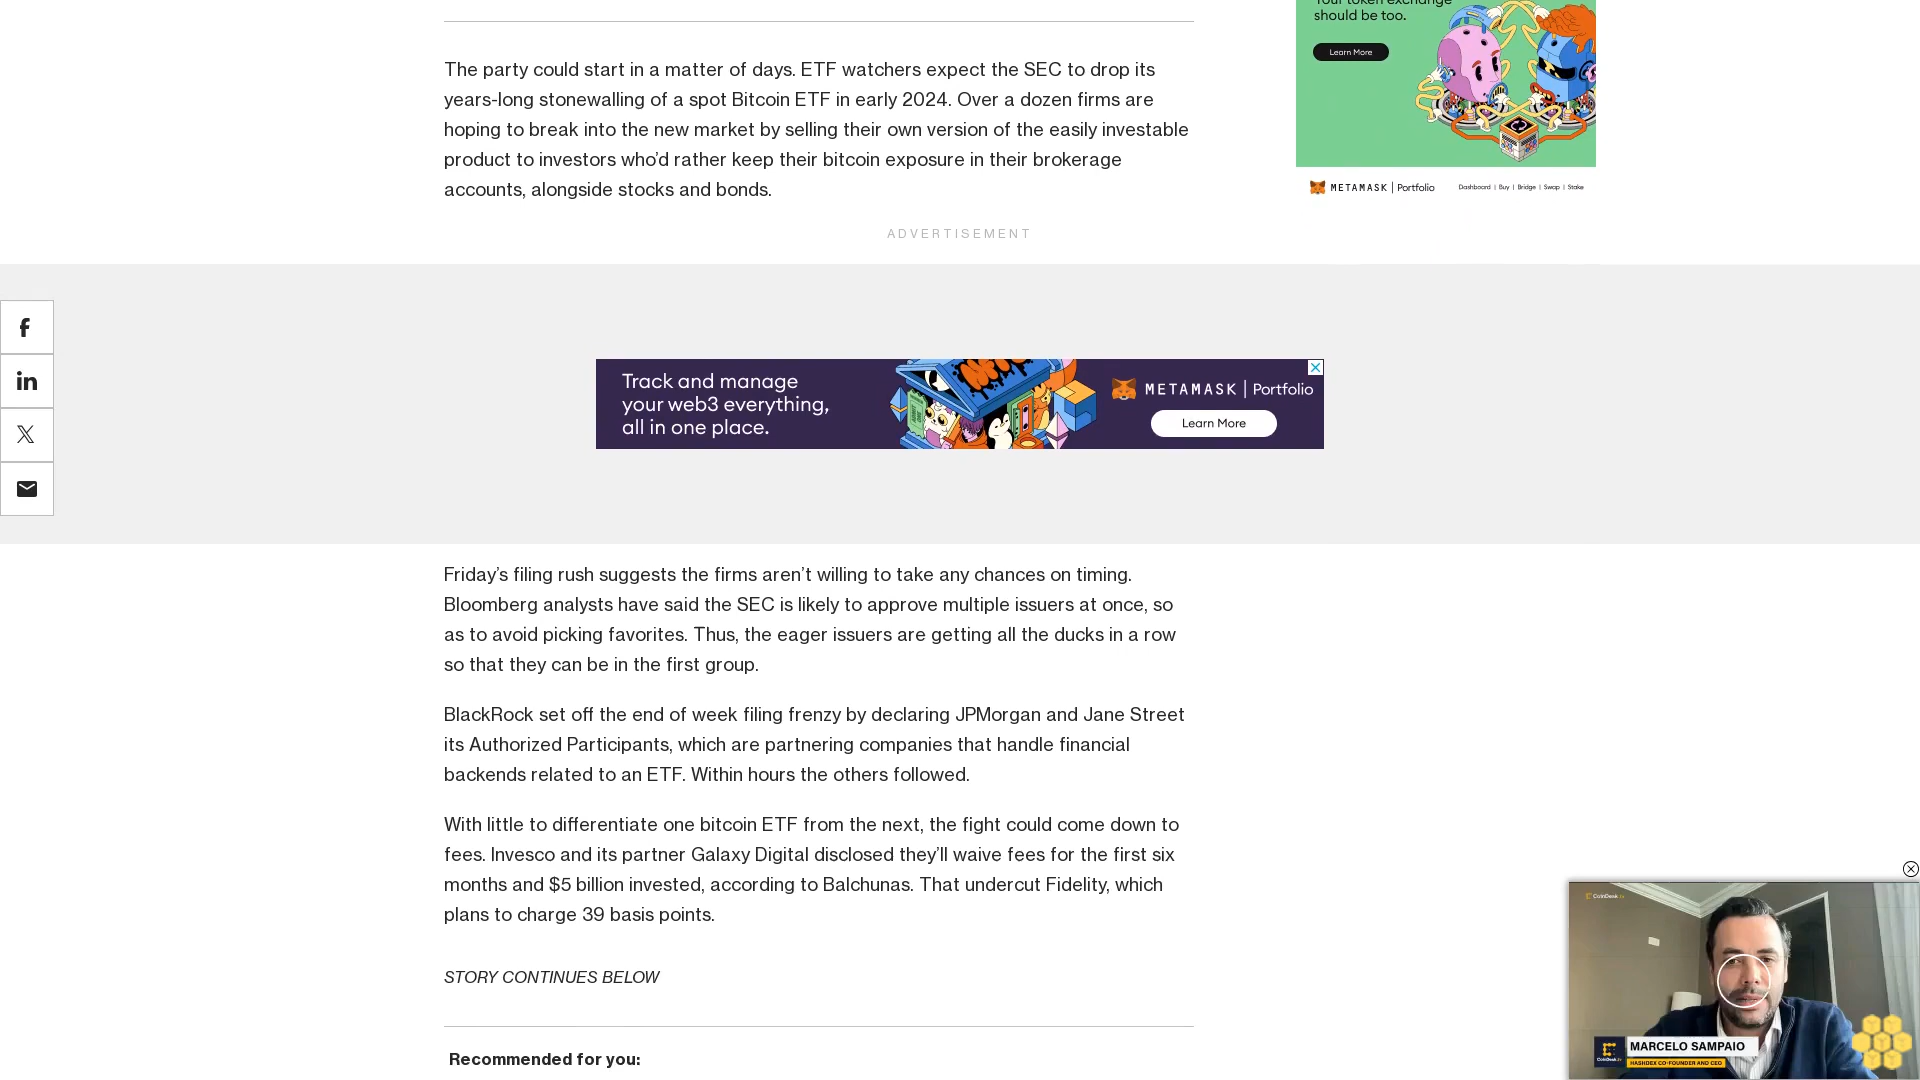 Your token exchange
should be too.
Learn More
The party could start in a matter of days. ETF watchers expect the SEC to drop its
years-long stonewalling of a spot Bitcoin ETF in early 2024. Over a dozen firms are
hoping to break into the new market by selling their own version of the easily investable
product to investors who’d rather keep their bitcoin exposure in their brokerage
accounts, alongside stocks and bonds.
METAMASK | Portfolio
Dashboard | Buy | Bridge | Swap | Stake
ADVERTISEMENT
Track and manage
your web3 everything,
all in one place.
METAMASK | Portfolio
Learn More
Friday’s filing rush suggests the firms aren’t willing to take any chances on timing.
Bloomberg analysts have said the SEC is likely to approve multiple issuers at once, so
as to avoid picking favorites. Thus, the eager issuers are getting all the ducks in a row
so that they can be in the first group.
BlackRock set off the end of week filing frenzy by declaring JPMorgan and Jane Street
its Authorized Participants, which are partnering companies that handle financial
backends related to an ETF. Within hours the others followed.
With little to differentiate one bitcoin ETF from the next, the fight could come down to
fees. Invesco and its partner Galaxy Digital disclosed they’ll waive fees for the first six
months and $5 billion invested, according to Balchunas. That undercut Fidelity, which
plans to charge 39 basis points.
STORY CONTINUES BELOW
Recommended for you:
CoinDesk
MARCELO SAMPAIO
HASHDEX CO-FOUNDER AND CEO